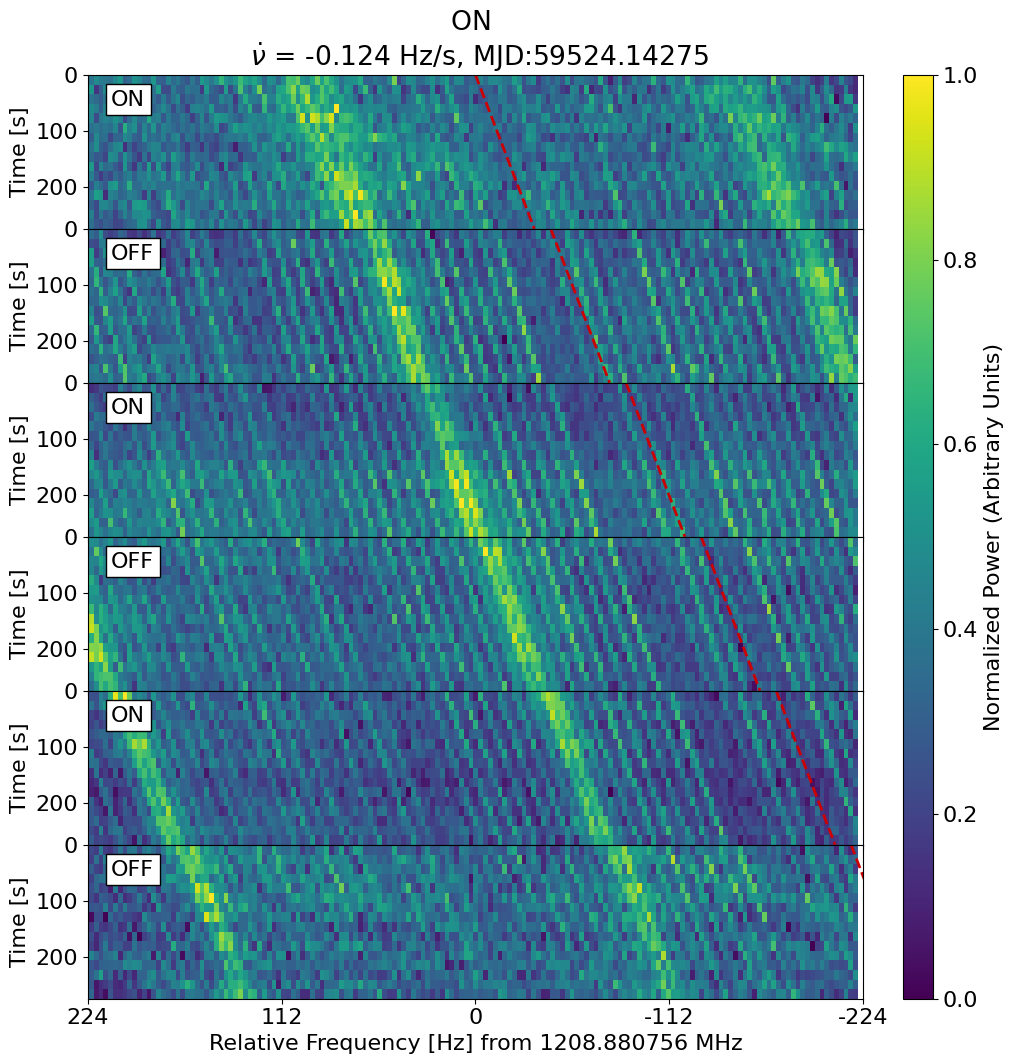 ON
ν̇ = -0.124 Hz/s, MJD:59524.14275
0
ON
100
200
Time [s]
0
OFF
100
200
Time [s]
0
ON
100
200
Time [s]
0
OFF
100
200
Time [s]
0
ON
100
200
Time [s]
0
OFF
100
200
Time [s]
224 112 0 -112 -224
Relative Frequency [Hz] from 1208.880756 MHz
1.0
0.8
0.6
0.4
0.2
0.0
Normalized Power (Arbitrary Units)